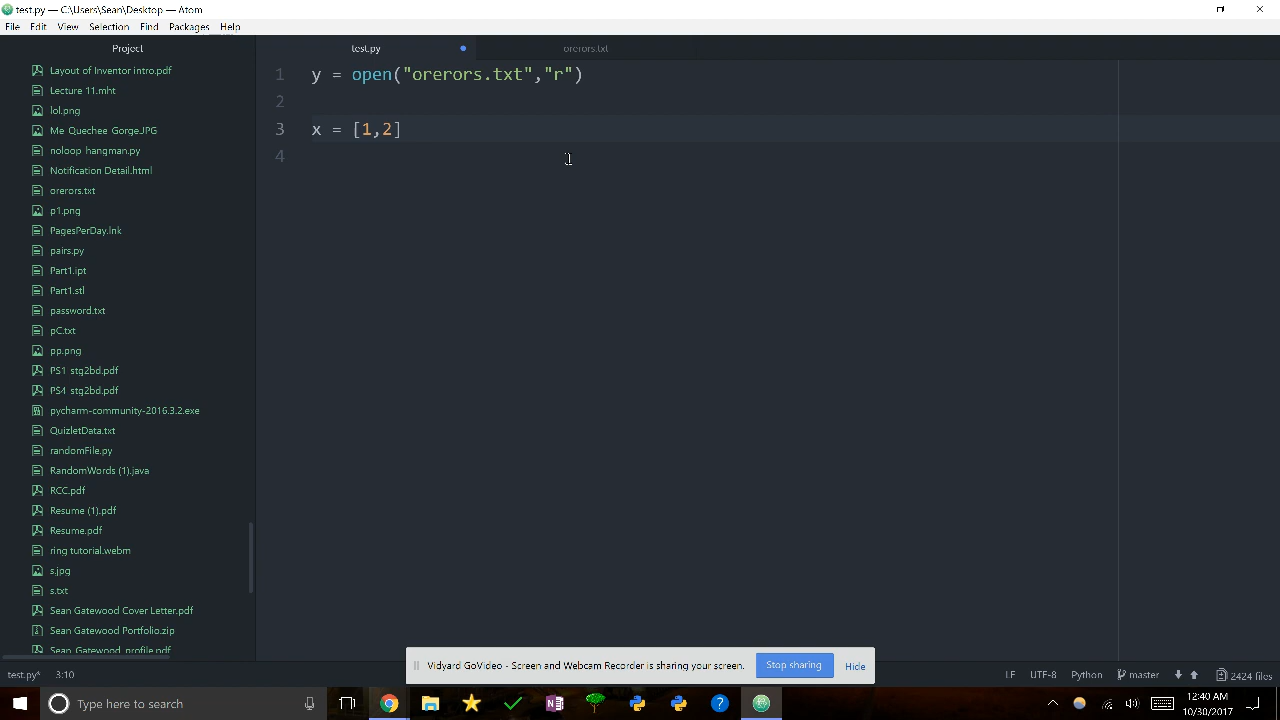 test.py — C:\Users\Sean\Desktop — Atom
File Edit View Selection Find Packages Help
Project
test.py
orerors.txt
Layout of Inventor intro.pdf
Lecture 11.mht
lol.png
Me Quechee Gorge.JPG
noloop_hangman.py
Notification Detail.html
orerors.txt
p1.png
PagesPerDay.lnk
pairs.py
Part1.ipt
Part1.stl
password.txt
pC.txt
pp.png
PS1 stg2bd.pdf
PS4 stg2bd.pdf
pycharm-community-2016.3.2.exe
QuizletData.txt
randomFile.py
RandomWords (1).java
RCC.pdf
Resume (1).pdf
Resume.pdf
ring tutorial.webm
s.jpg
s.txt
Sean Gatewood Cover Letter.pdf
Sean Gatewood Portfolio.zip
Sean_Gatewood_profile.pdf
1 y = open("orerors.txt","r")
2
3 x = [1,2]
4
Vidyard GoVideo - Screen and Webcam Recorder is sharing your screen.
Stop sharing
Hide
test.py* 3:10
LF UTF-8 Python master 2424 files
Type here to search
12:40 AM
10/30/2017